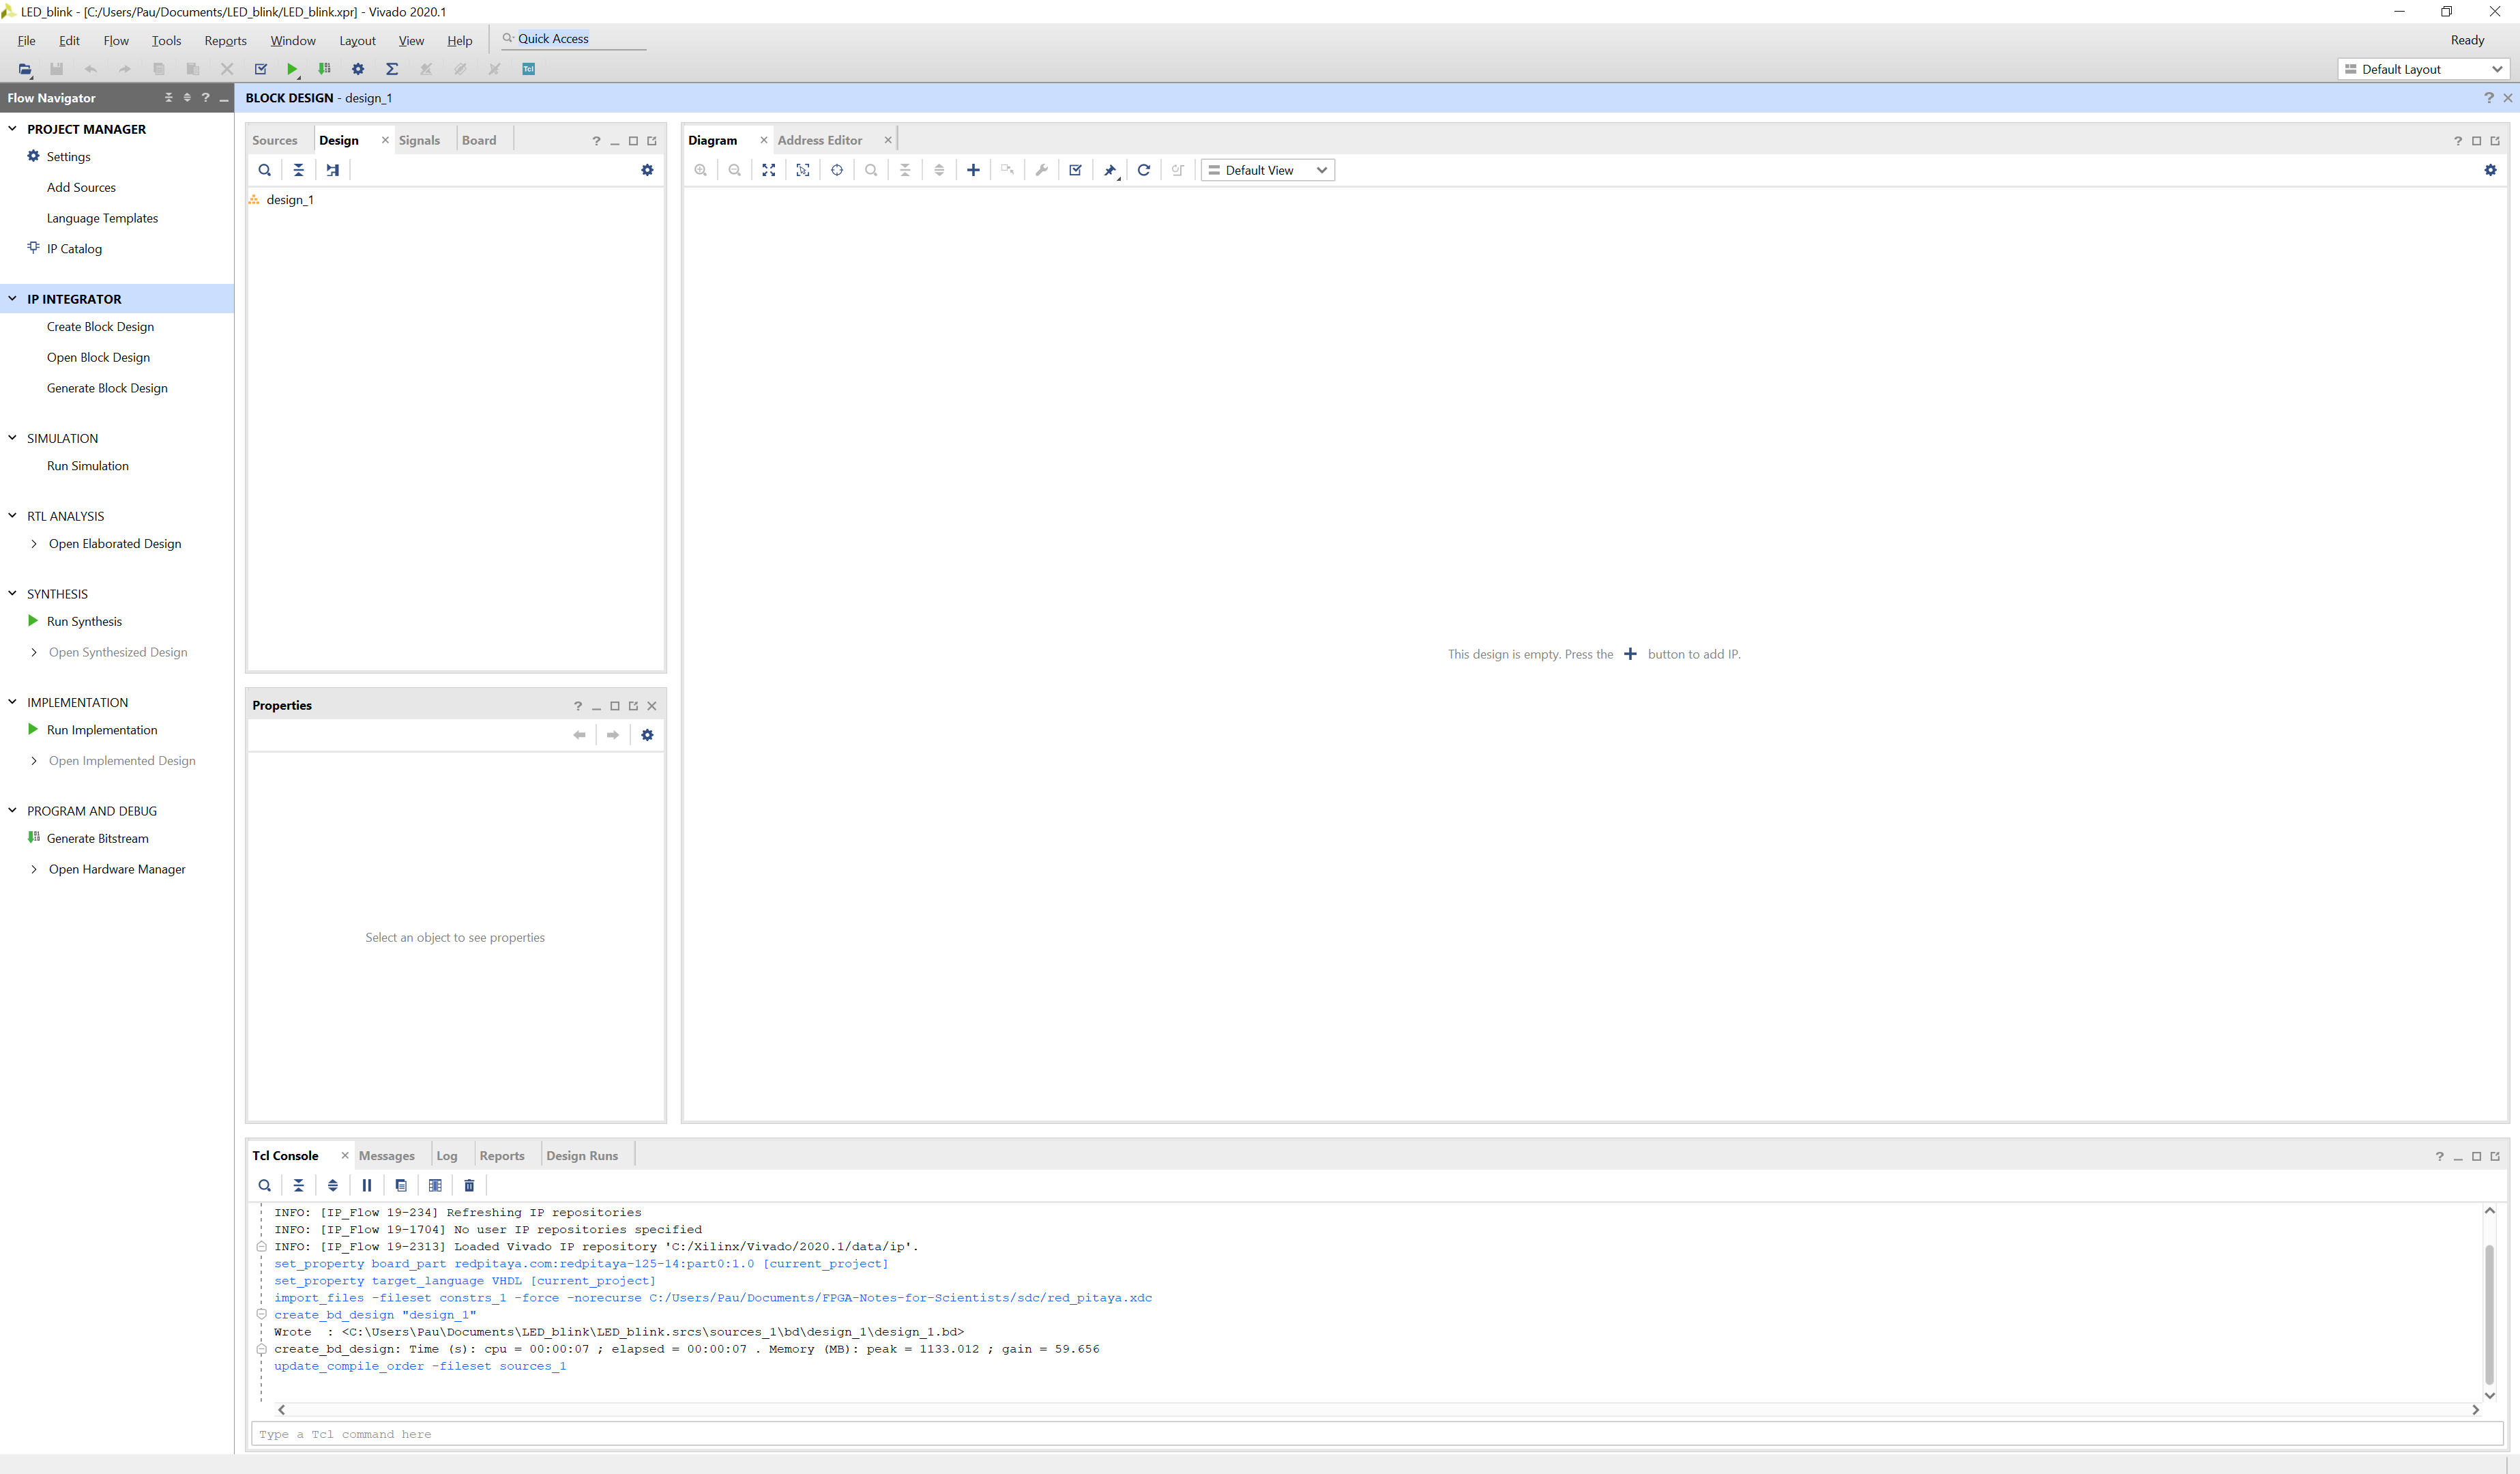 LED_blink - [C:/Users/Pau/Documents/LED_blink/LED_blink.xpr] - Vivado 2020.1
File Edit Flow Tools Reports Window Layout View Help Quick Access Ready
Tcl Default Layout
Flow Navigator
PROJECT MANAGER
Settings
Add Sources
Language Templates
IP Catalog
IP INTEGRATOR
Create Block Design
Open Block Design
Generate Block Design
SIMULATION
Run Simulation
RTL ANALYSIS
Open Elaborated Design
SYNTHESIS
Run Synthesis
Open Synthesized Design
IMPLEMENTATION
Run Implementation
Open Implemented Design
PROGRAM AND DEBUG
Generate Bitstream
Open Hardware Manager
BLOCK DESIGN - design_1
Sources Design Signals Board
design_1
Properties
Select an object to see properties
Diagram Address Editor
Default View
This design is empty. Press the + button to add IP.
Tcl Console Messages Log Reports Design Runs
INFO: [IP_Flow 19-234] Refreshing IP repositories
INFO: [IP_Flow 19-1704] No user IP repositories specified
INFO: [IP_Flow 19-2313] Loaded Vivado IP repository 'C:/Xilinx/Vivado/2020.1/data/ip'.
set_property board_part redpitaya.com:redpitaya-125-14:part0:1.0 [current_project]
set_property target_language VHDL [current_project]
import_files -fileset constrs_1 -force -norecurse C:/Users/Pau/Documents/FPGA-Notes-for-Scientists/sdc/red_pitaya.xdc
create_bd_design "design_1"
Wrote : <C:\Users\Pau\Documents\LED_blink\LED_blink.srcs\sources_1\bd\design_1\design_1.bd>
create_bd_design: Time (s): cpu = 00:00:07 ; elapsed = 00:00:07 . Memory (MB): peak = 1133.012 ; gain = 59.656
update_compile_order -fileset sources_1
Type a Tcl command here